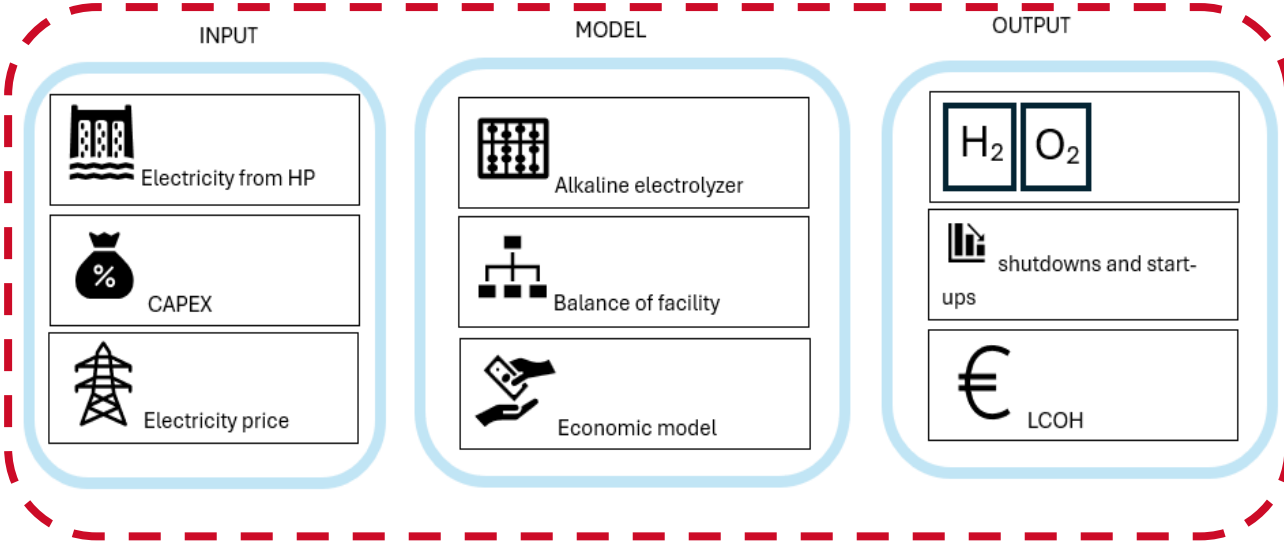 INPUT
Electricity from HP
%
CAPEX
Electricity price
MODEL
Alkaline electrolyzer
Balance of facility
Economic model
OUTPUT
H₂ O₂
shutdowns and start-
ups
€
LCOH